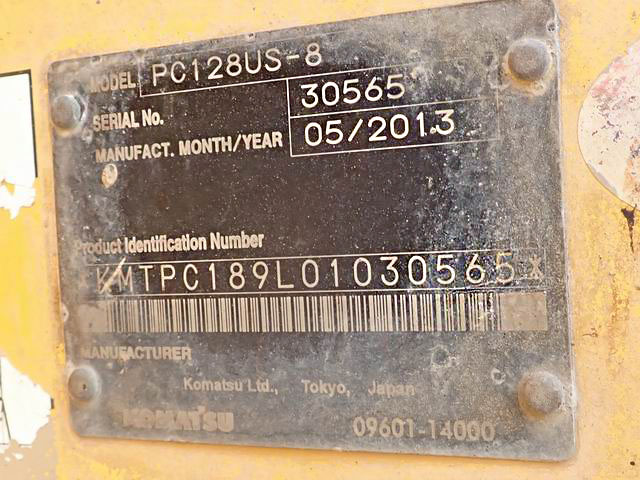 MODEL PC128US-8
SERIAL No. 30565
MANUFACT. MONTH/YEAR 05/2013
Product Identification Number
*KMTPC189L01030565*
MANUFACTURER
Komatsu Ltd., Tokyo, Japan
KOMATSU 09601-14000